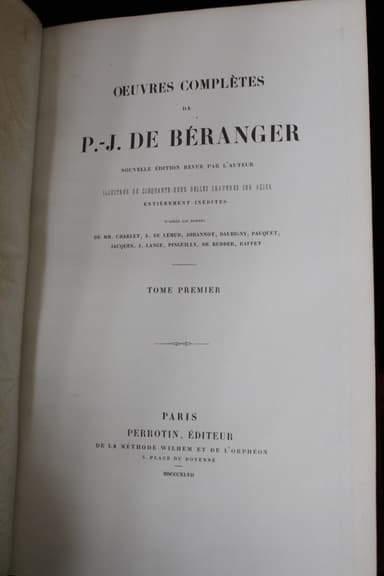 ŒUVRES COMPLÈTES
DE
P.-J. DE BÉRANGER
NOUVELLE ÉDITION REVUE PAR L'AUTEUR
ILLUSTRÉE DE CINQUANTE-DEUX BELLES GRAVURES SUR ACIER
ENTIÈREMENT INÉDITES
D'APRÈS LES DESSINS
DE MM. CHARLET, A. DE LEMUD, JOHANNOT, DAUBIGNY, PAUQUET,
JACQUES, J. LANGE, PINGUILLY, DE RUDDER, RAFFET
TOME PREMIER
PARIS
PERROTIN, ÉDITEUR
DE LA MÉTHODE WILHEM ET DE L'ORPHÉON
3, PLACE DU DOYENNÉ
MDCCCXLVII